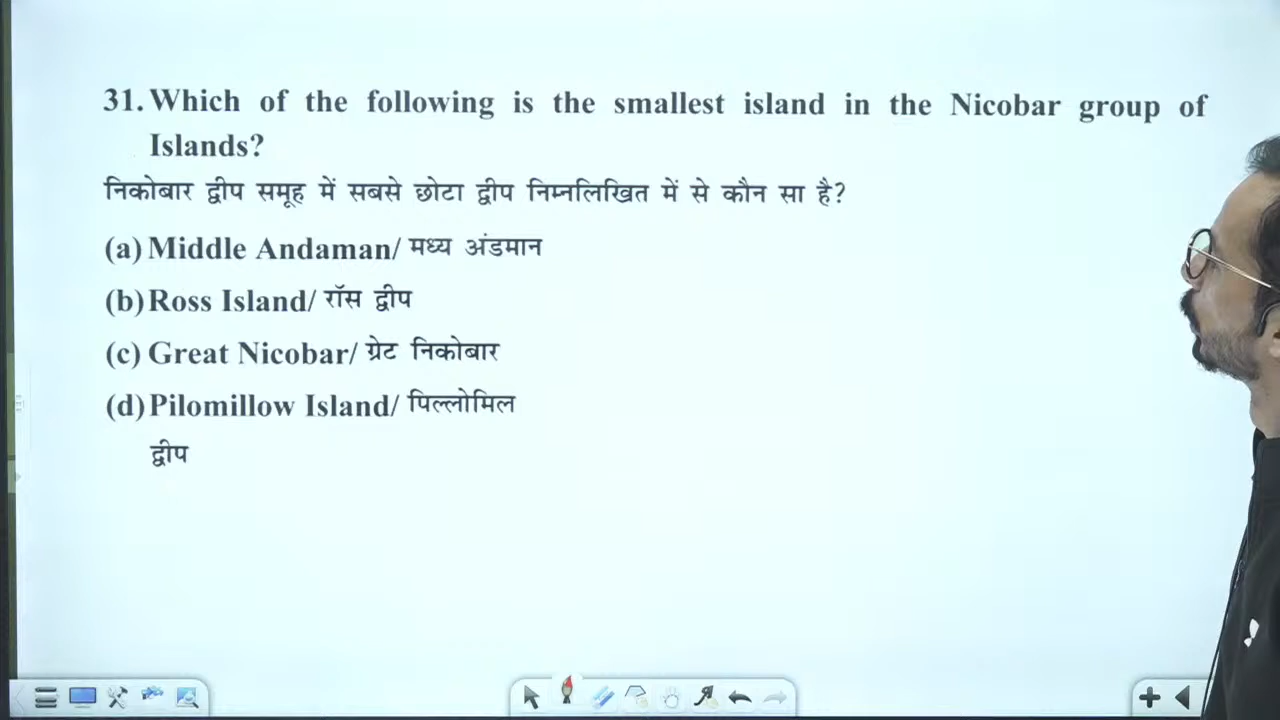 31. Which of the following is the smallest island in the Nicobar group of
Islands?
निकोबार द्वीप समूह में सबसे छोटा द्वीप निम्नलिखित में से कौन सा है?
(a) Middle Andaman/ मध्य अंडमान
(b) Ross Island/ रॉस द्वीप
(c) Great Nicobar/ ग्रेट निकोबार
(d) Pilomillow Island/ पिल्लोमिल
द्वीप